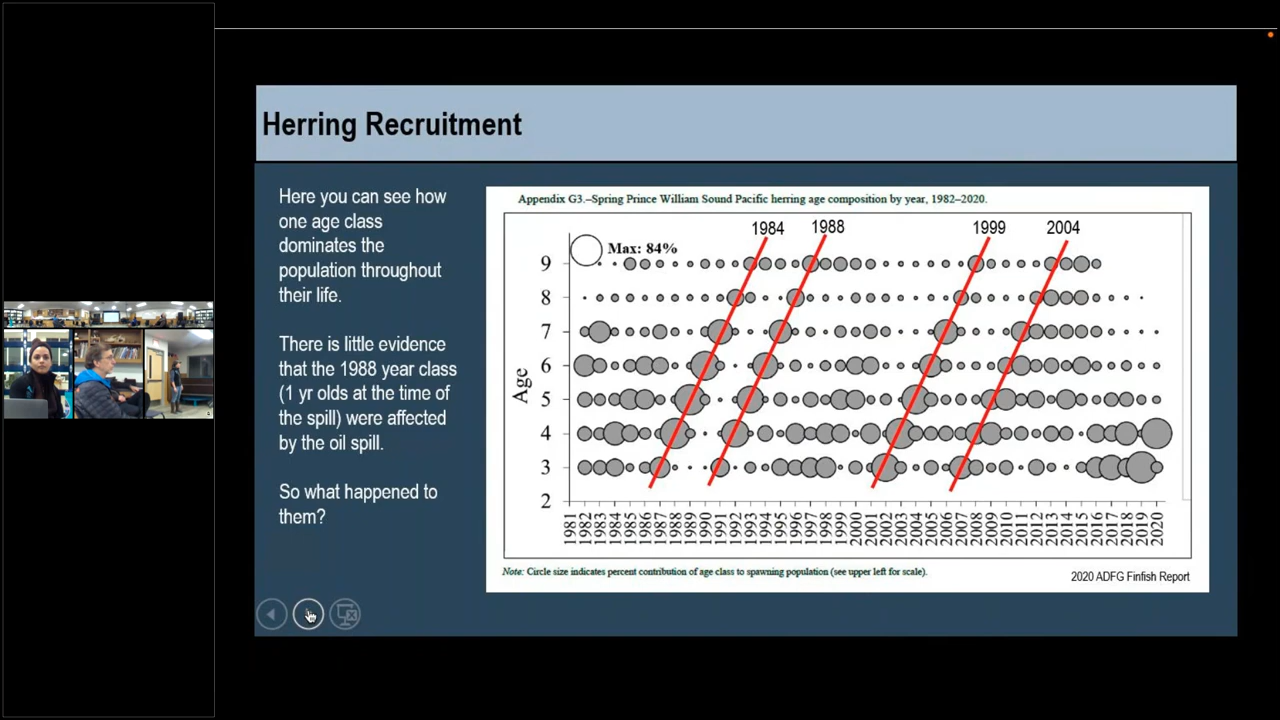 Herring Recruitment
Here you can see how
one age class
dominates the
population throughout
their life.
There is little evidence
that the 1988 year class
(1 yr olds at the time of
the spill) were affected
by the oil spill.
So what happened to
them?
Appendix G3.–Spring Prince William Sound Pacific herring age composition by year, 1982–2020.
1984 1988 1999 2004
Max: 84%
Age
9
8
7
6
5
4
3
2
1981 1982 1983 1984 1985 1986 1987 1988 1989 1990 1991 1992 1993 1994 1995 1996 1997 1998 1999 2000 2001 2002 2003 2004 2005 2006 2007 2008 2009 2010 2011 2012 2013 2014 2015 2016 2017 2018 2019 2020
Note: Circle size indicates percent contribution of age class to spawning population (see upper left for scale).
2020 ADFG Finfish Report